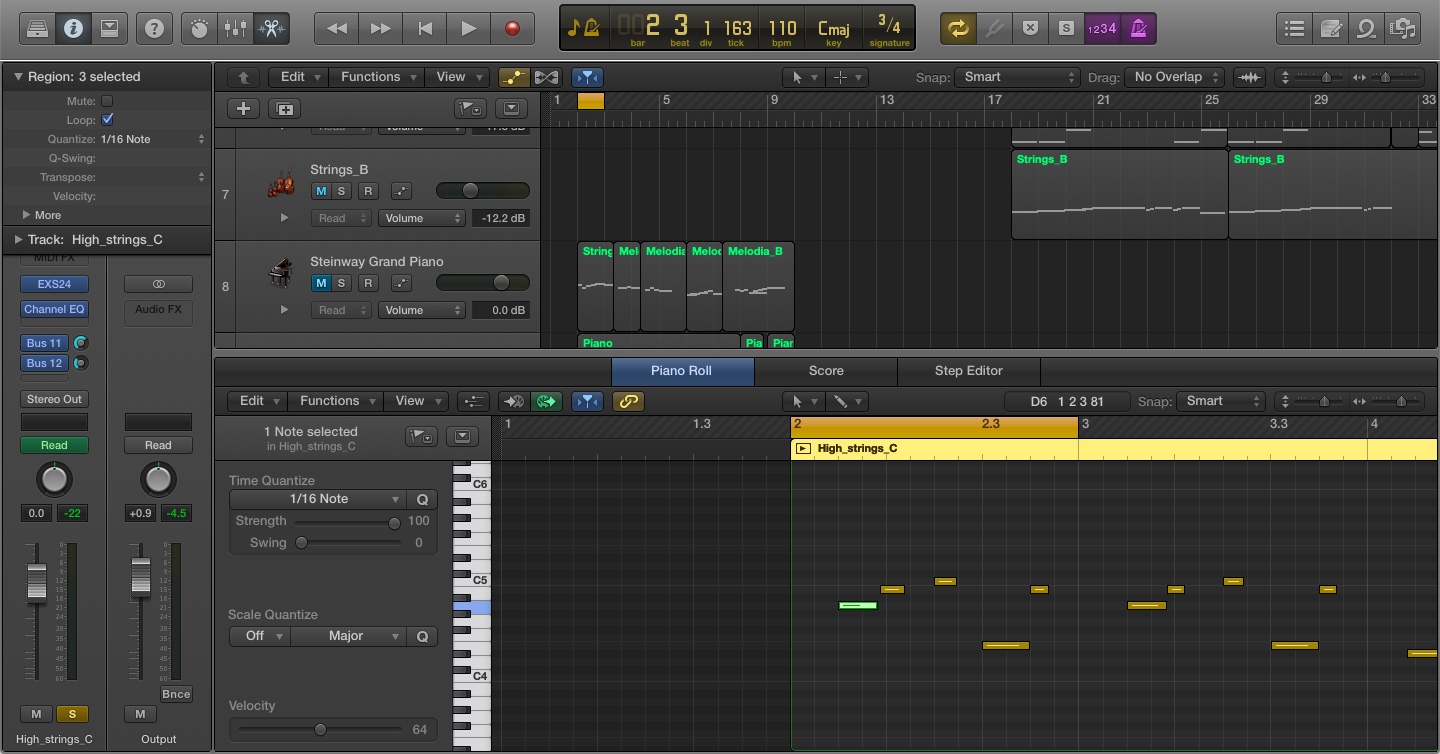 2 3 1 163 110 Cmaj 3/4
bar beat div tick bpm key signature
S 1234
Region: 3 selected
Mute:
Loop:
Quantize: 1/16 Note
Q-Swing:
Transpose:
Velocity:
More
Track: High_strings_C
MIDI FX
EXS24
Channel EQ Audio FX
Bus 11
Bus 12
Stereo Out
Read Read
0.0 -22 +0.9 -4.5
Bnce
M S M
High_strings_C Output
Edit Functions View Snap: Smart Drag: No Overlap
1 5 9 13 17 21 25 29 33
Read Volume
7 Strings_B
M S R
Read Volume -12.2 dB
Strings_B Strings_B
8 Steinway Grand Piano
M S R
Read Volume 0.0 dB
String Mel Melodia Meloc Melodia_B
Piano Pia Piar
Piano Roll Score Step Editor
Edit Functions View D6 1 2 3 81 Snap: Smart
1 Note selected
in High_strings_C
1 1.3 2 2.3 3 3.3 4
High_strings_C
Time Quantize
1/16 Note Q
Strength 100
Swing 0
Scale Quantize
Off Major Q
Velocity
64
C6
C5
C4